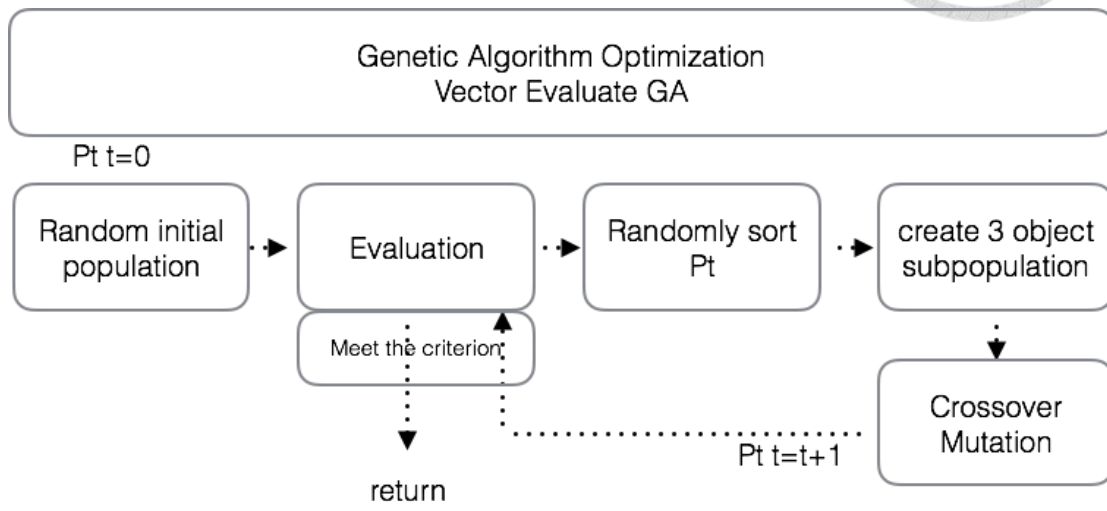 Genetic Algorithm Optimization
Vector Evaluate GA
Pt t=0
Random initial
population
Evaluation
Randomly sort
Pt
create 3 object
subpopulation
Meet the criterion
Crossover
Mutation
Pt t=t+1
return